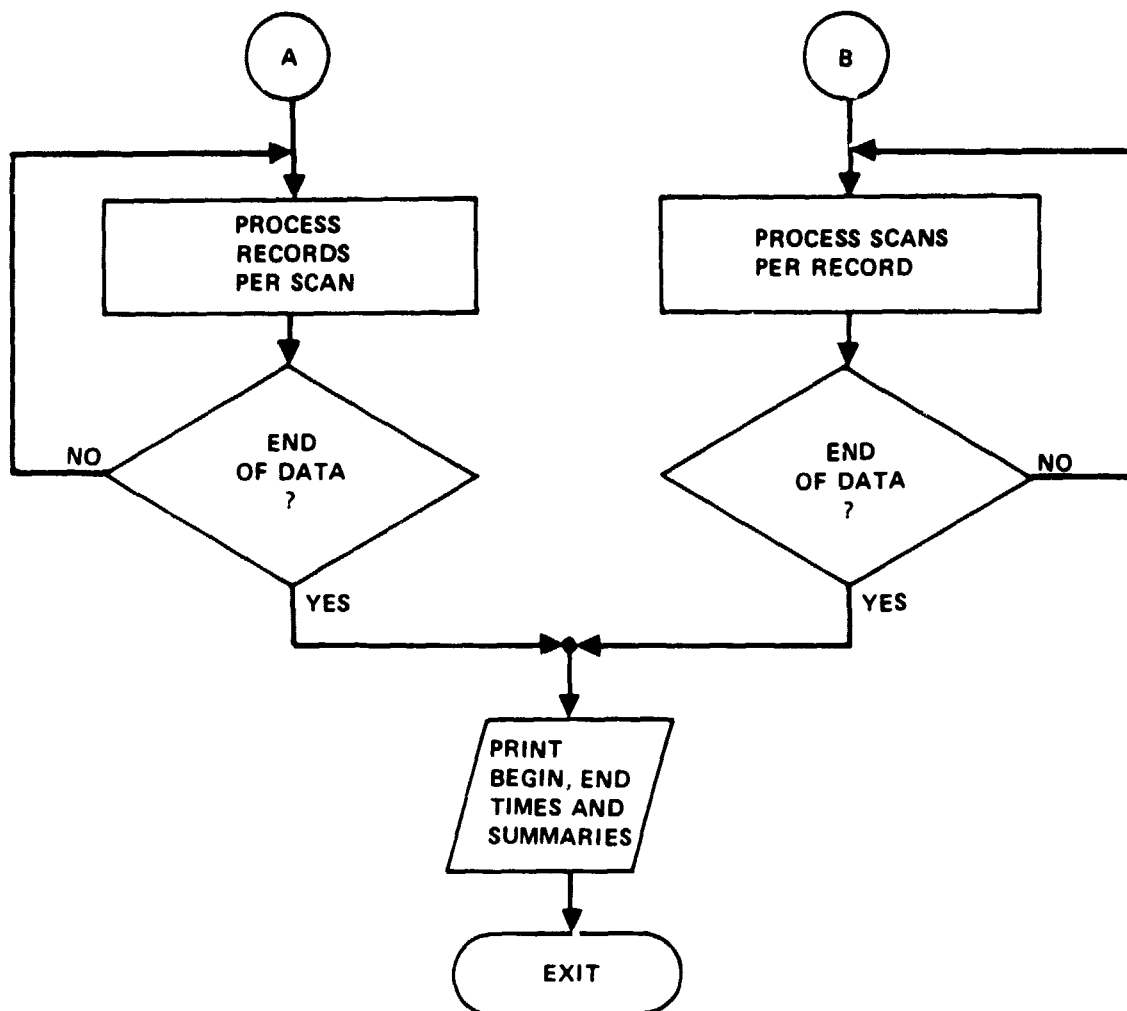 A
B
PROCESS
RECORDS
PER SCAN
PROCESS SCANS
PER RECORD
NO
END
OF DATA
?
END
OF DATA
?
NO
YES
YES
PRINT
BEGIN, END
TIMES AND
SUMMARIES
EXIT